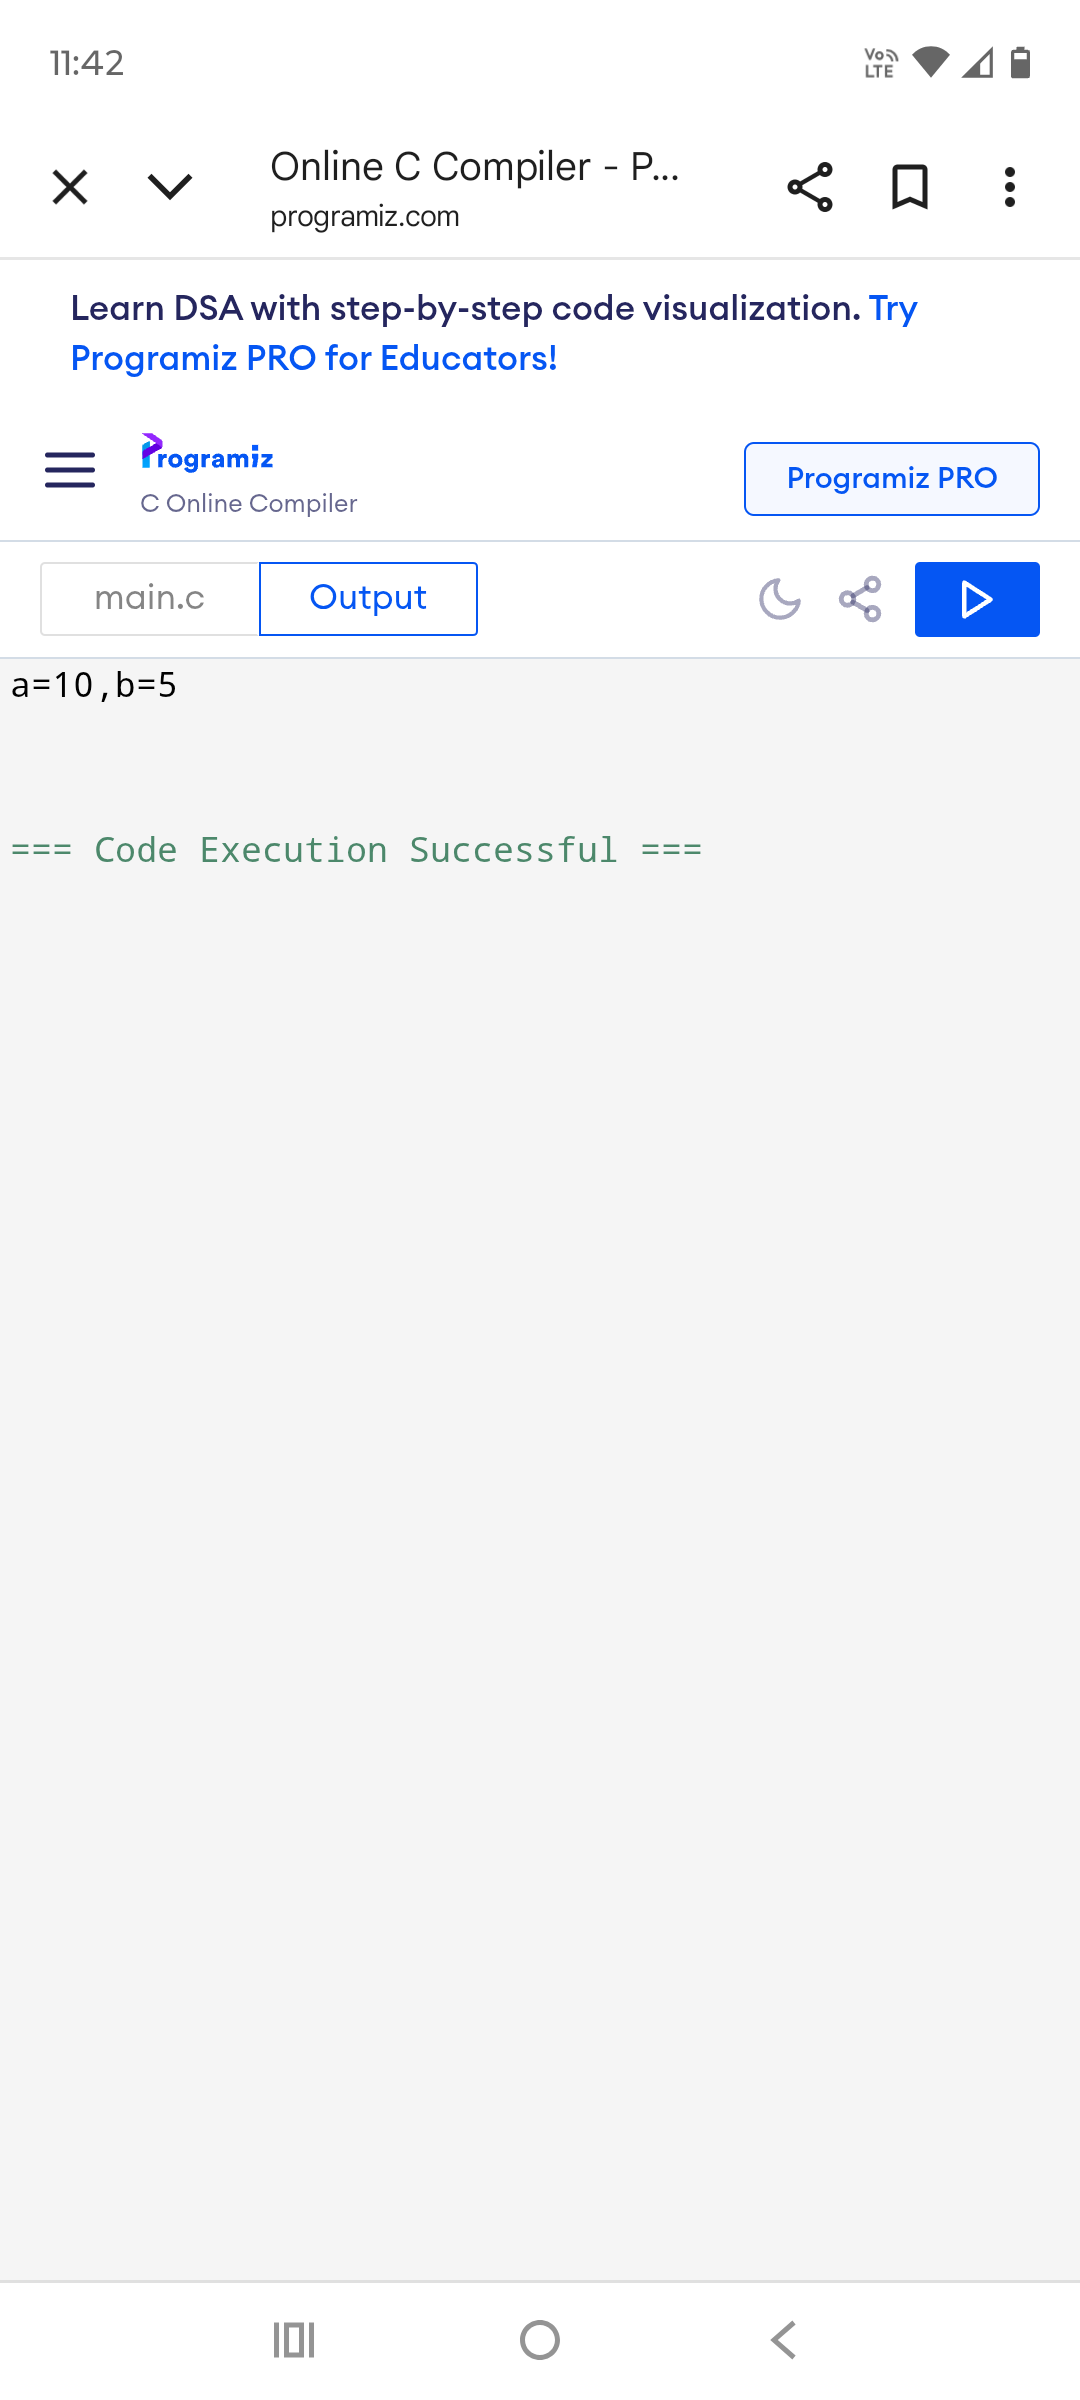 11:42
Vo LTE
Online C Compiler - P...
programiz.com
Learn DSA with step-by-step code visualization. Try
Programiz PRO for Educators!
Programiz
C Online Compiler
Programiz PRO
main.c
Output
a=10,b=5
=== Code Execution Successful ===